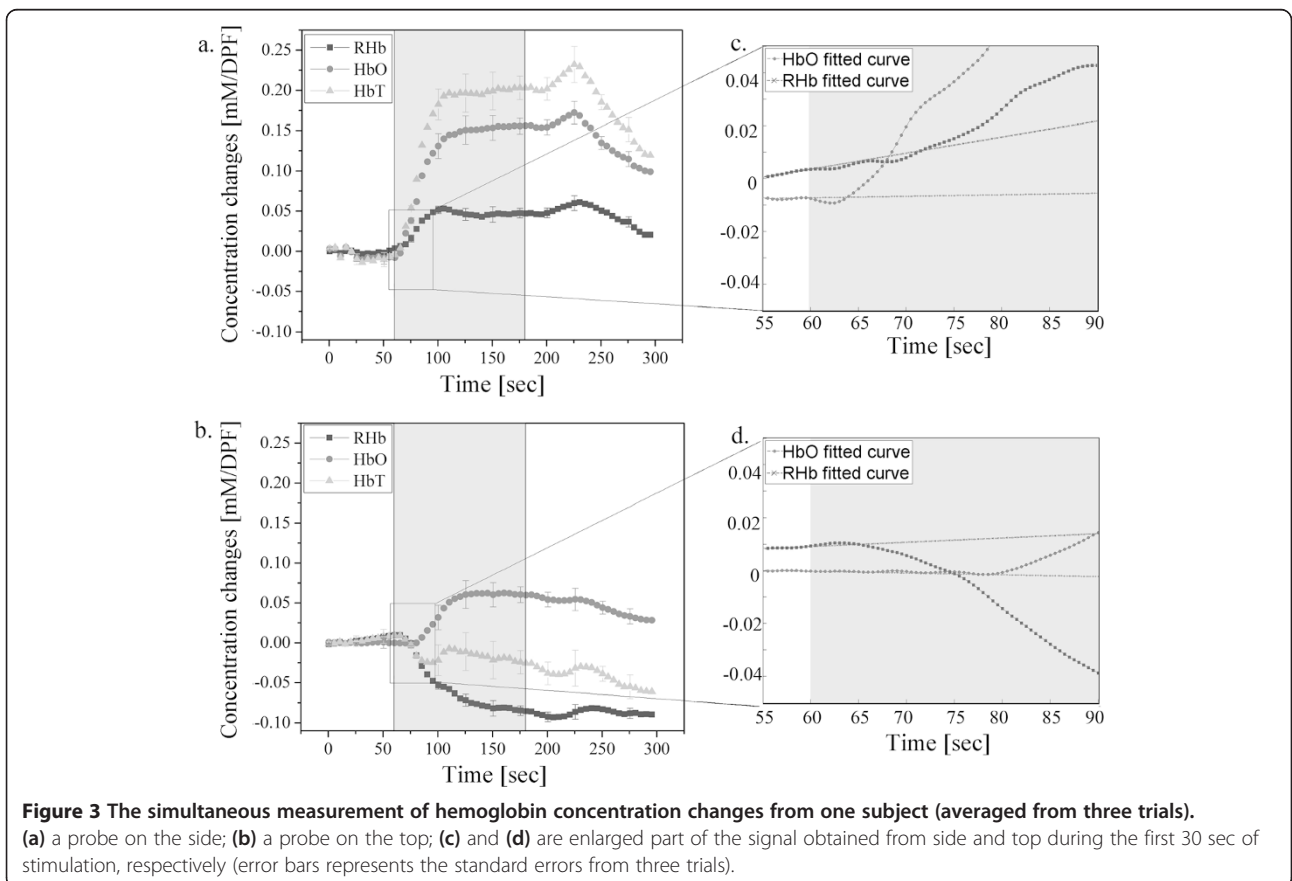 a.
RHb
HbO
HbT
0.25
0.20
0.15
0.10
0.05
0.00
-0.05
-0.10
Concentration changes [mM/DPF]
0 50 100 150 200 250 300
Time [sec]
c.
HbO fitted curve
RHb fitted curve
0.04
0.02
0
-0.02
-0.04
55 60 65 70 75 80 85 90
Time [sec]
b.
RHb
HbO
HbT
0.25
0.20
0.15
0.10
0.05
0.00
-0.05
-0.10
Concentration changes [mM/DPF]
0 50 100 150 200 250 300
Time [sec]
d.
HbO fitted curve
RHb fitted curve
0.04
0.02
0
-0.02
-0.04
55 60 65 70 75 80 85 90
Time [sec]
Figure 3 The simultaneous measurement of hemoglobin concentration changes from one subject (averaged from three trials).
(a) a probe on the side; (b) a probe on the top; (c) and (d) are enlarged part of the signal obtained from side and top during the first 30 sec of
stimulation, respectively (error bars represents the standard errors from three trials).